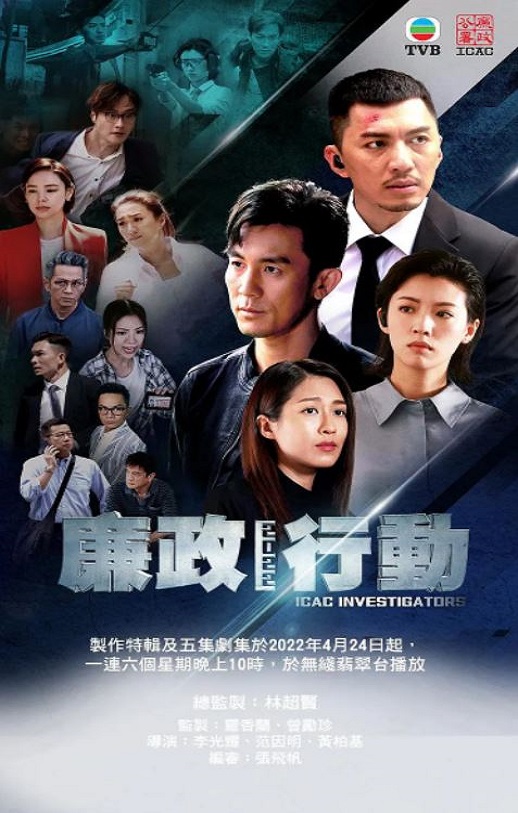 TVB
廉政公署
ICAC
廉政行動
2022
ICAC INVESTIGATORS
製作特輯及五集劇集於2022年4月24日起，
一連六個星期晚上10時，於無綫翡翠台播放
總監製：林超賢
監製：羅香蘭、曾勵珍
導演：李光耀、范因明、黃柏基
編審：張飛帆